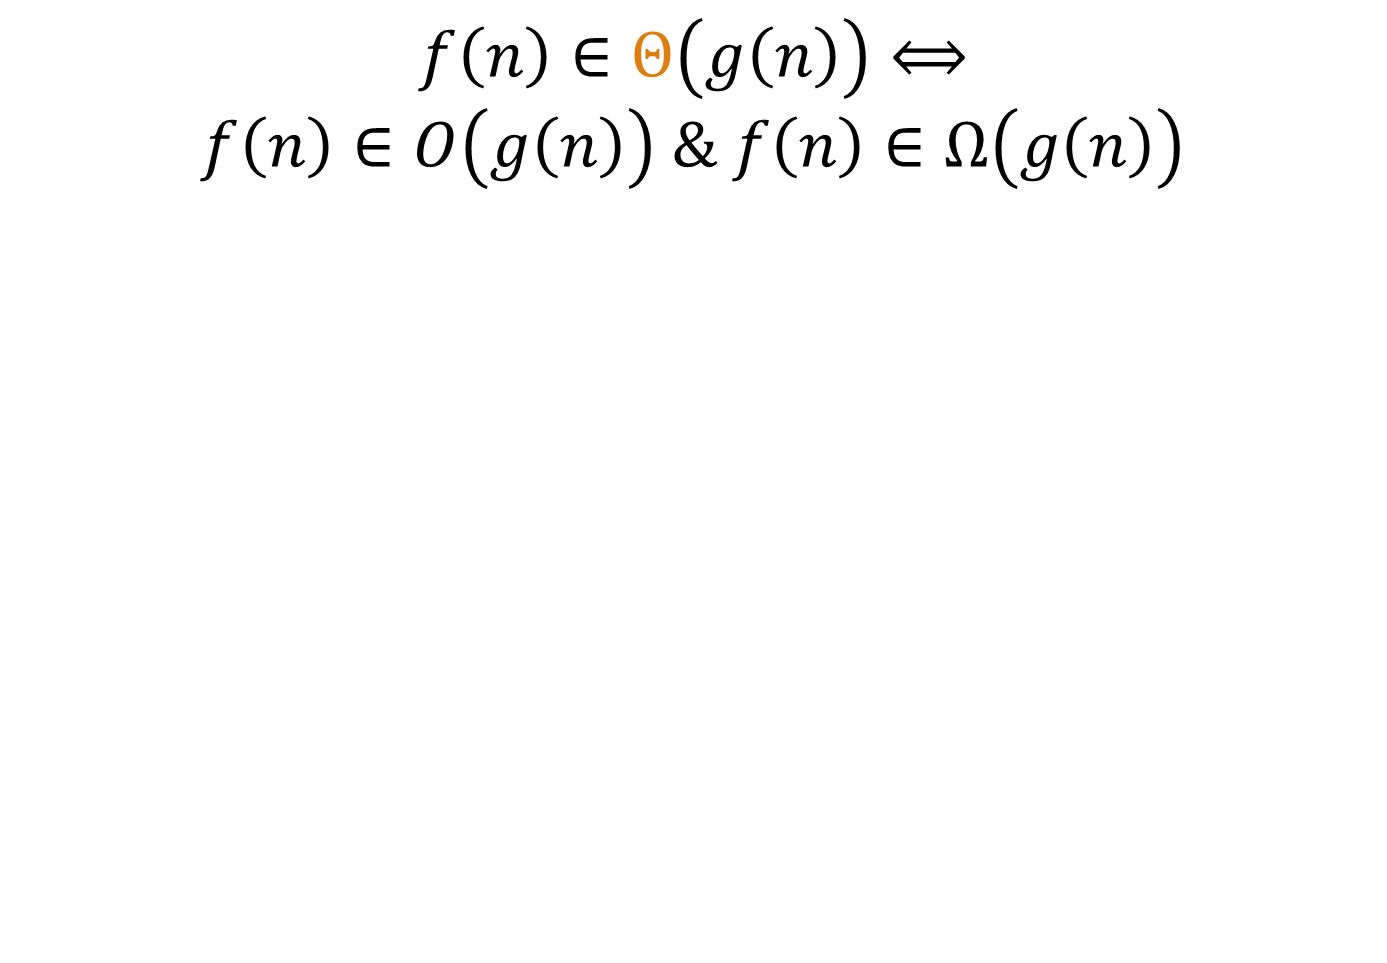 f(n) ∈ Θ(g(n)) ⟺
f(n) ∈ O(g(n)) & f(n) ∈ Ω(g(n))